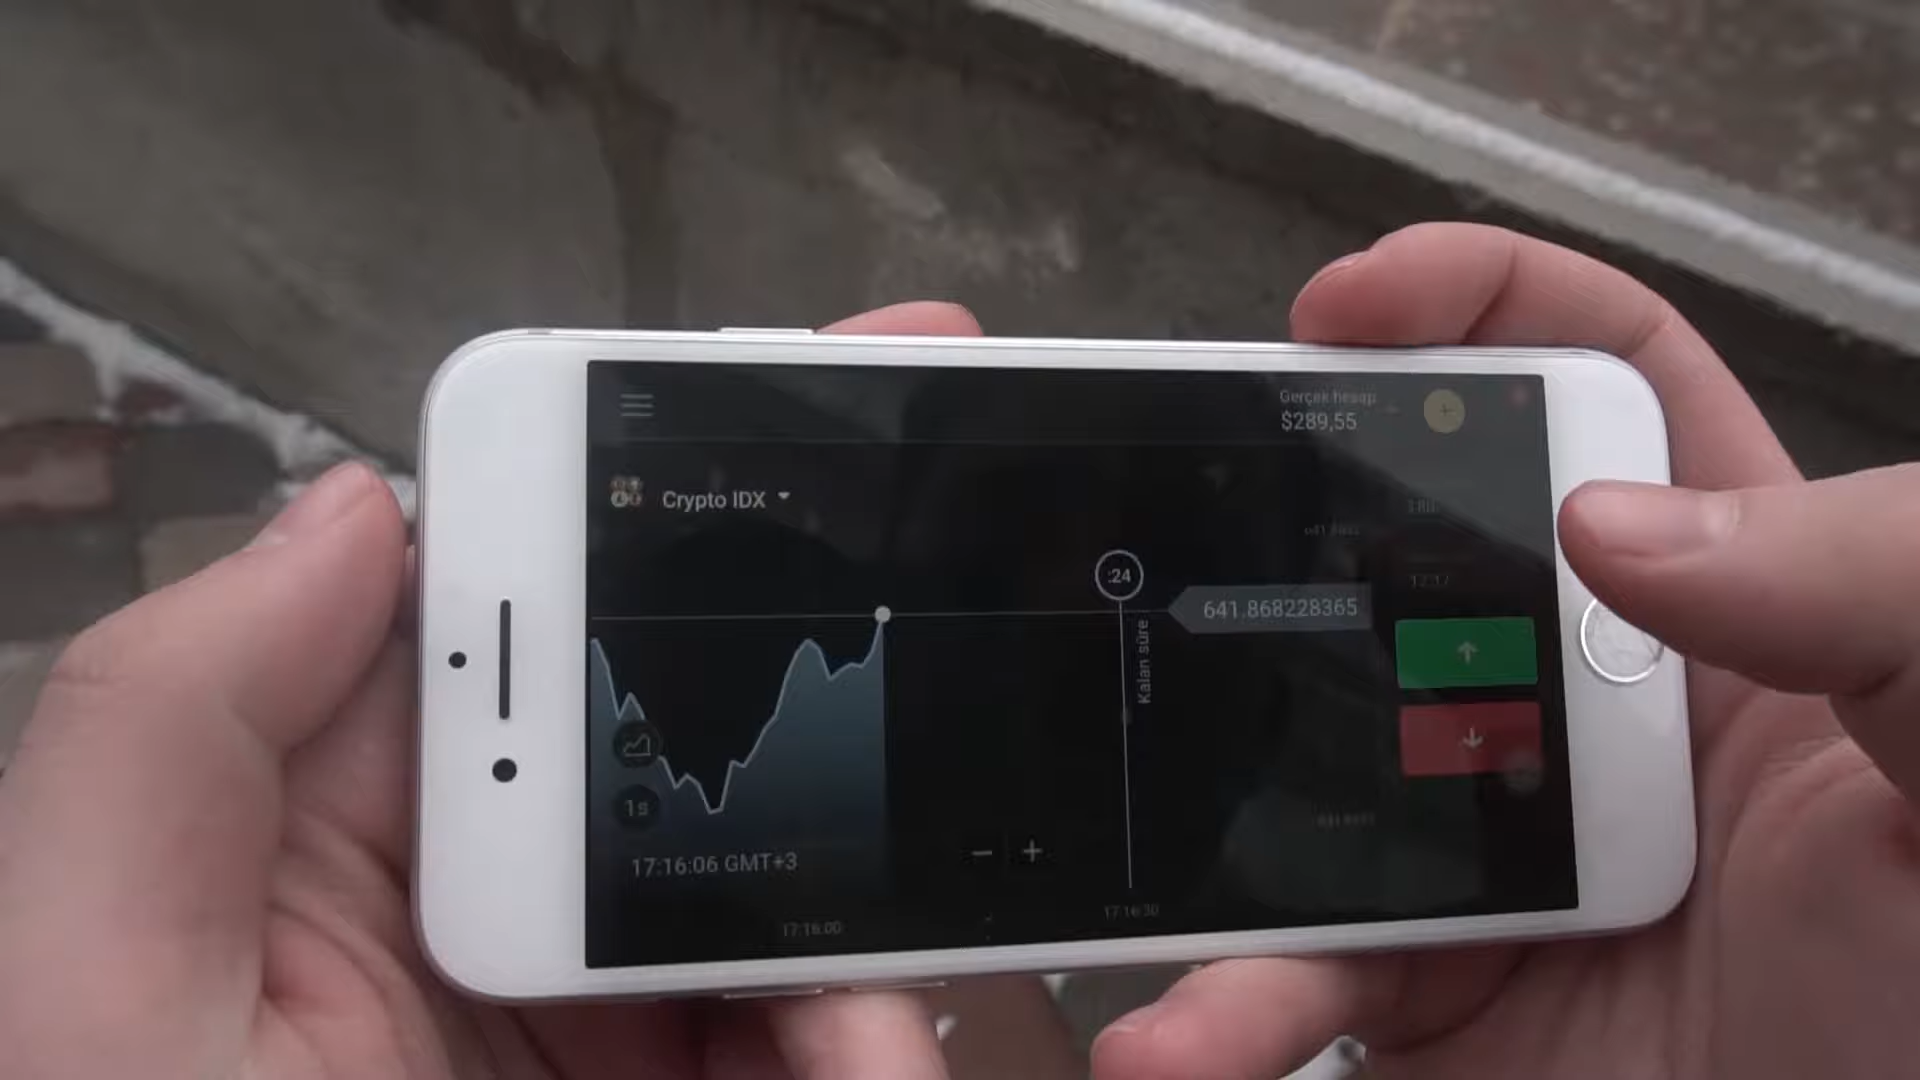 Gerçek hesap
$289,55
Crypto IDX
:24
641.868228365
Kalan süre
1s
17:16:06 GMT+3
17:16:00
17:16:30